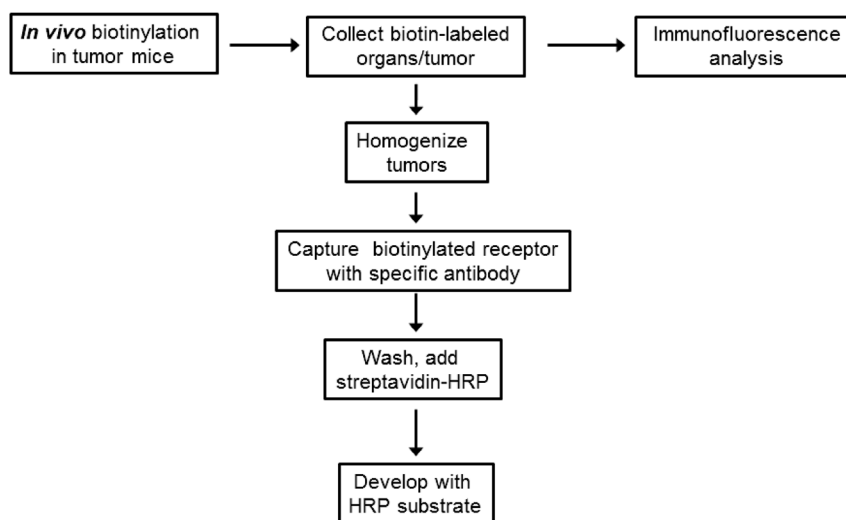 In vivo biotinylation
in tumor mice
Collect biotin-labeled
organs/tumor
Immunofluorescence
analysis
Homogenize
tumors
Capture biotinylated receptor
with specific antibody
Wash, add
streptavidin-HRP
Develop with
HRP substrate